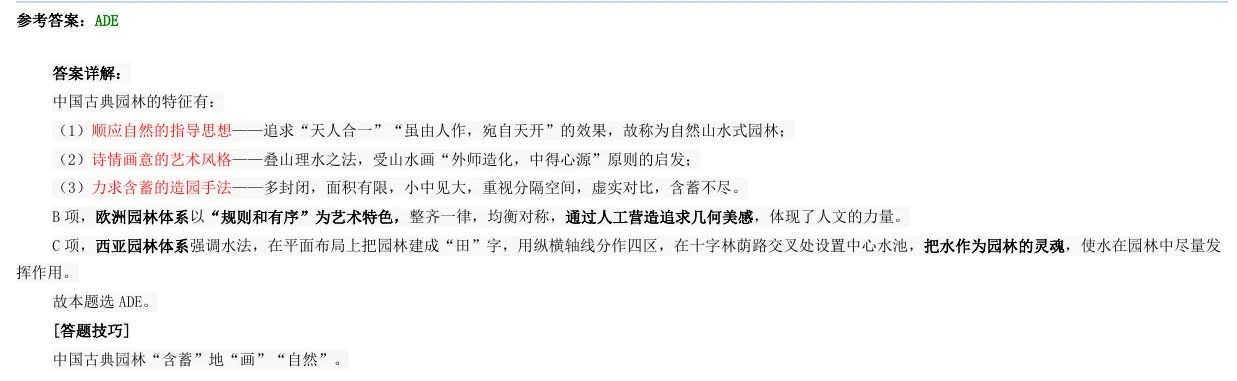 参考答案：ADE
答案详解：
中国古典园林的特征有：
（1）顺应自然的指导思想——追求“天人合一”“虽由人作，宛自天开”的效果，故称为自然山水式园林；
（2）诗情画意的艺术风格——叠山理水之法，受山水画“外师造化，中得心源”原则的启发；
（3）力求含蓄的造园手法——多封闭，面积有限，小中见大，重视分隔空间，虚实对比，含蓄不尽。
B 项，欧洲园林体系以“规则和有序”为艺术特色，整齐一律，均衡对称，通过人工营造追求几何美感，体现了人文的力量。
C 项，西亚园林体系强调水法，在平面布局上把园林建成“田”字，用纵横轴线分作四区，在十字林荫路交叉处设置中心水池，把水作为园林的灵魂，使水在园林中尽量发
挥作用。
故本题选 ADE。
[答题技巧]
中国古典园林“含蓄”地“画”“自然”。